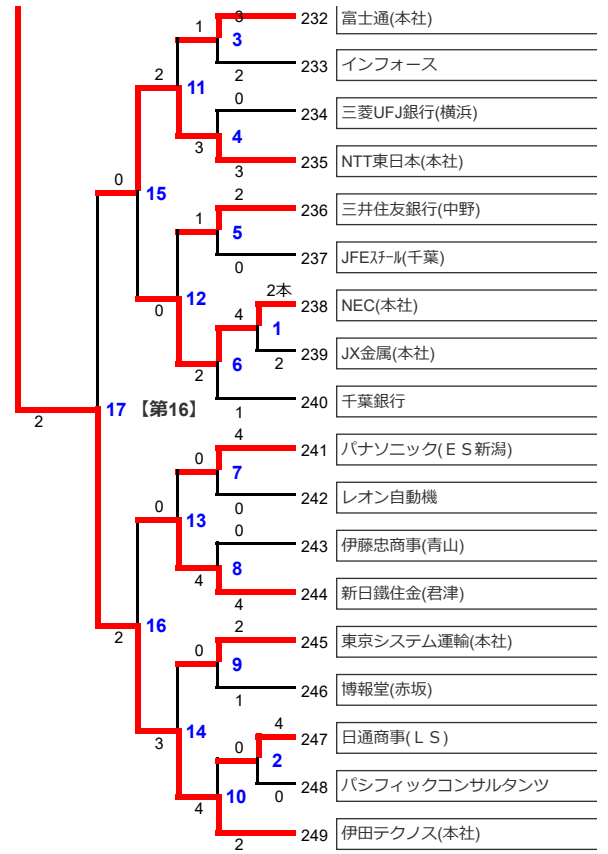 1 3 232 富士通(本社)
3
2 2 233 インフォース
11 0 234 三菱UFJ銀行(横浜)
4
3 3 235 NTT東日本(本社)
0 15
1 2 236 三井住友銀行(中野)
5
0 237 JFEｽﾁｰﾙ(千葉)
12 2本
0 4 238 NEC(本社)
1
6 2 239 JX金属(本社)
2
1 240 千葉銀行
2 17 【第16】
4 241 パナソニック(ＥＳ新潟)
0 7
0 242 レオン自動機
0 13 0 243 伊藤忠商事(青山)
8
4 4 244 新日鐵住金(君津)
2 16 2 245 東京システム運輸(本社)
0 9
1 246 博報堂(赤坂)
3 14 4 247 日通商事(ＬＳ)
0 2
0 248 パシフィックコンサルタンツ
4 10
2 249 伊田テクノス(本社)